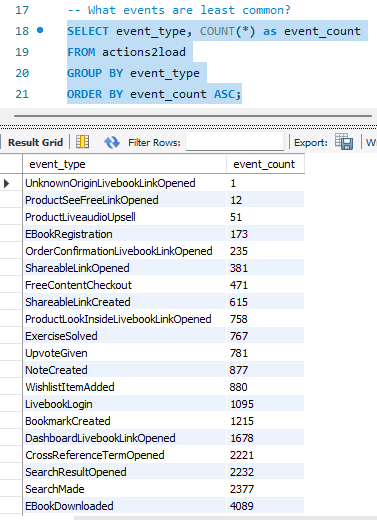 17 -- What events are least common?
18 SELECT event_type, COUNT(*) as event_count
19 FROM actions2load
20 GROUP BY event_type
21 ORDER BY event_count ASC;
Result Grid Filter Rows: Export:
event_type event_count
UnknownOriginLivebookLinkOpened 1
ProductSeeFreeLinkOpened 12
ProductLiveaudioUpsell 51
EBookRegistration 173
OrderConfirmationLivebookLinkOpened 235
ShareableLinkOpened 381
FreeContentCheckout 471
ShareableLinkCreated 615
ProductLookInsideLivebookLinkOpened 758
ExerciseSolved 767
UpvoteGiven 781
NoteCreated 877
WishlistItemAdded 880
LivebookLogin 1095
BookmarkCreated 1215
DashboardLivebookLinkOpened 1678
CrossReferenceTermOpened 2221
SearchResultOpened 2232
SearchMade 2377
EBookDownloaded 4089